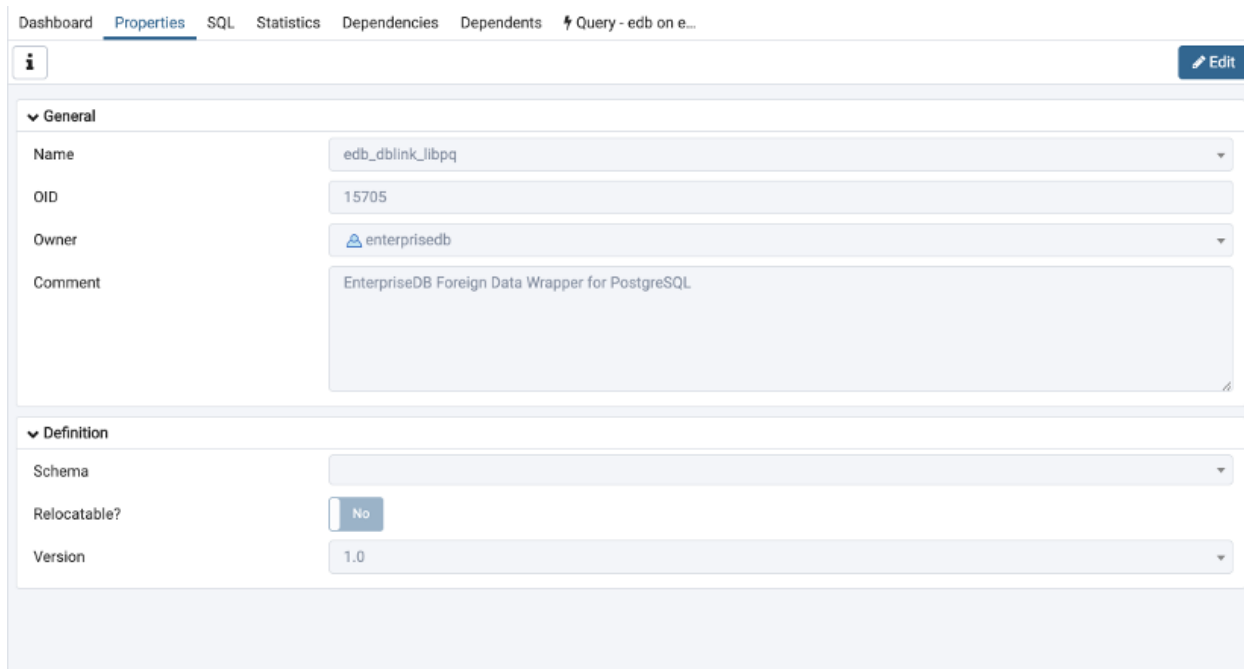 Dashboard Properties SQL Statistics Dependencies Dependents Query - edb on e...
i Edit
General
Name edb_dblink_libpq
OID 15705
Owner enterprisedb
Comment EnterpriseDB Foreign Data Wrapper for PostgreSQL
Definition
Schema
Relocatable? No
Version 1.0